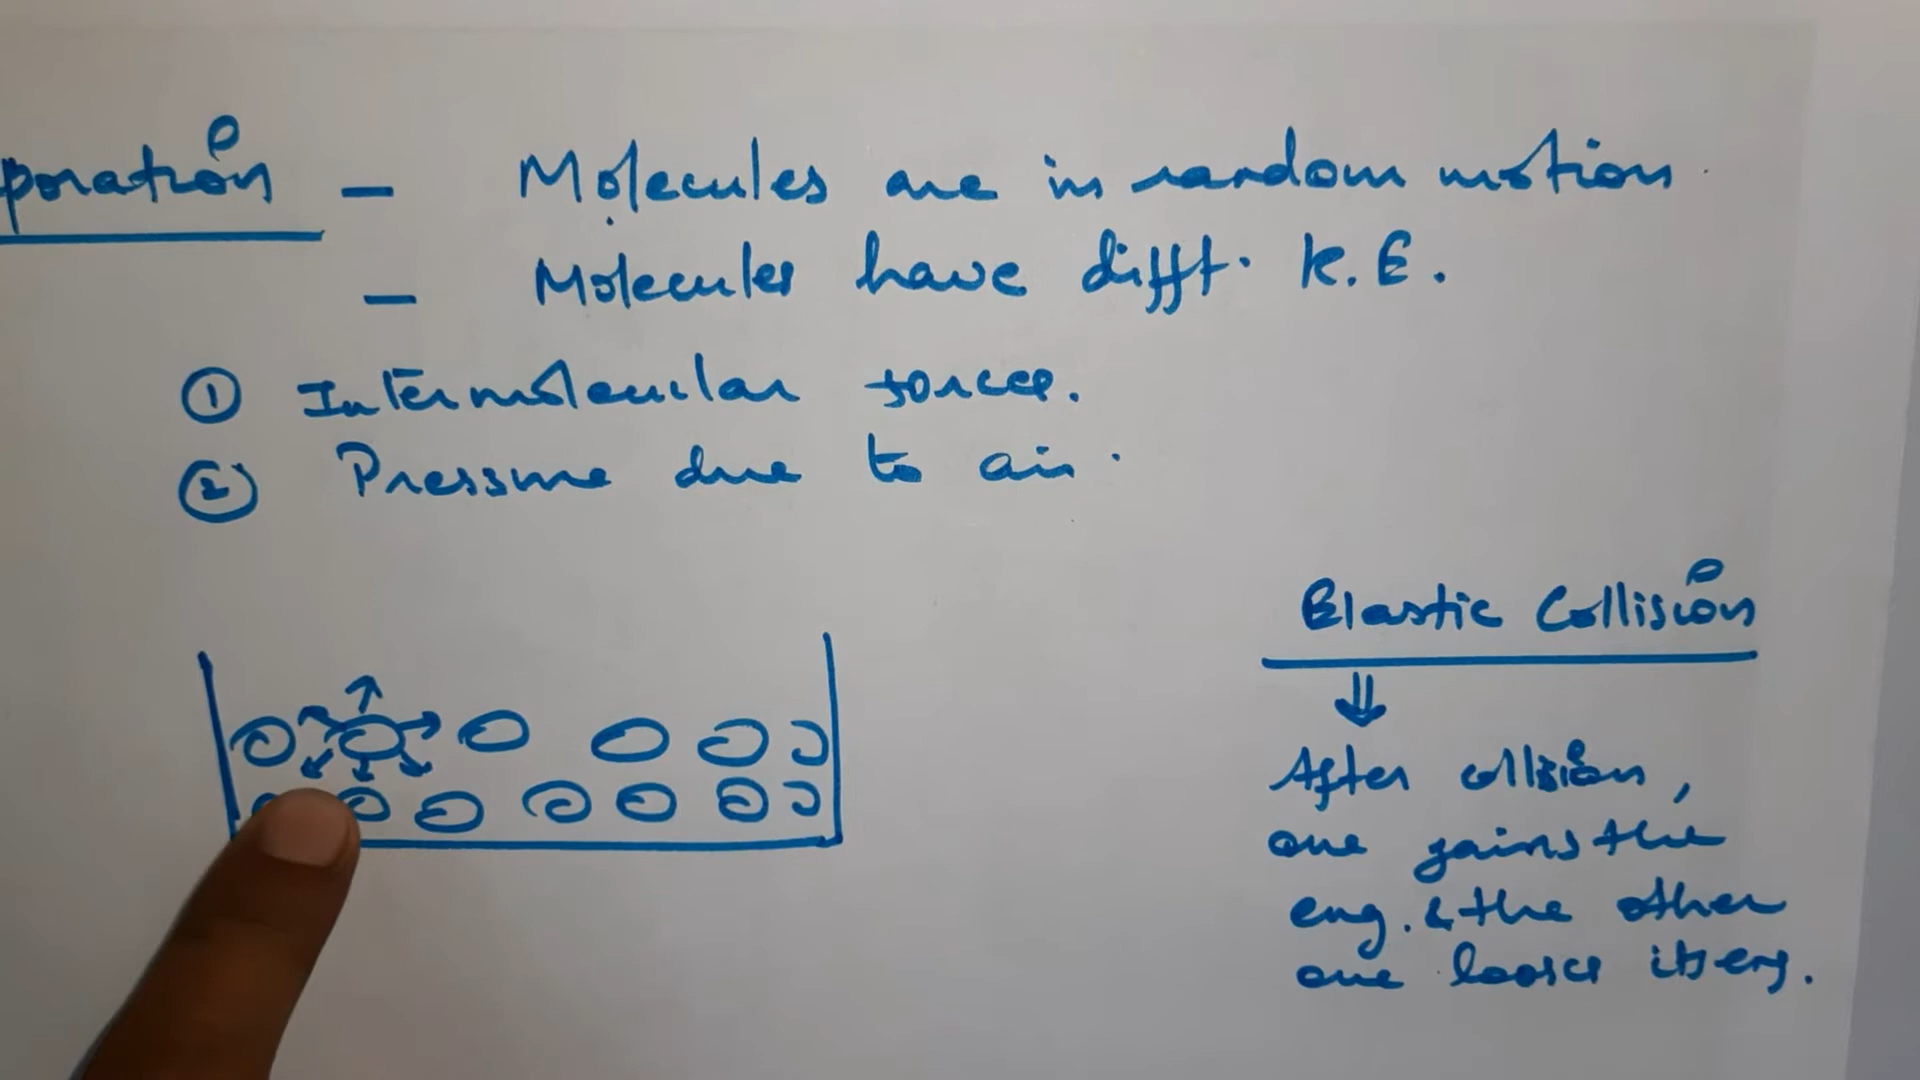 poration – Molecules are in random motion.
– Molecules have difft. K.E.
① Intermolecular forces.
② Pressure due to air.
Elastic Collision
⇓
After collision,
one gains the
eng. & the other
one looses its eng.